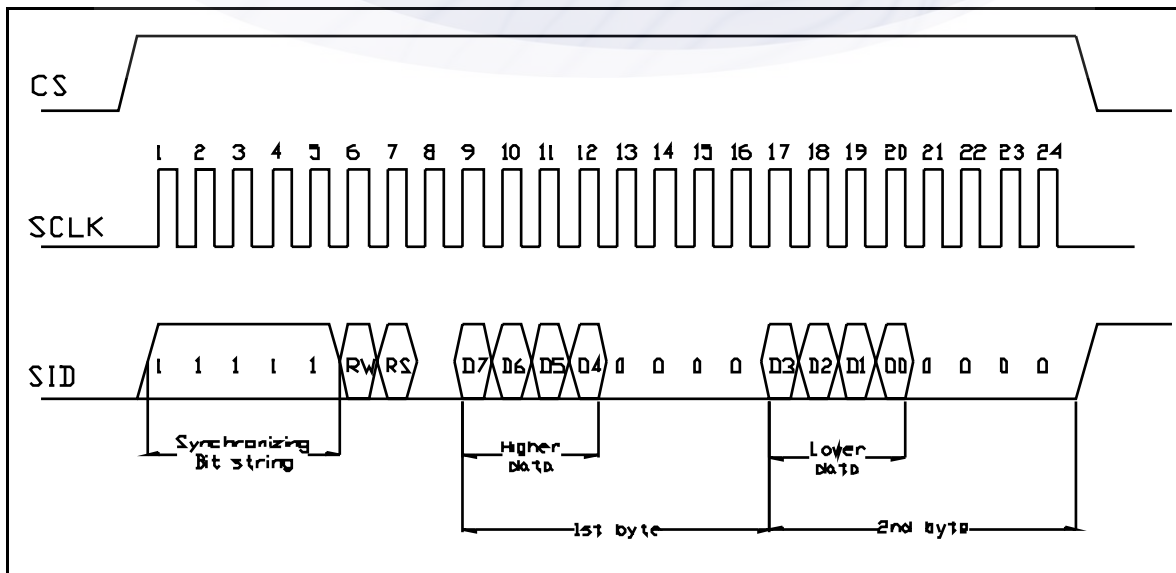 CS
1 2 3 4 5 6 7 8 9 10 11 12 13 14 15 16 17 18 19 20 21 22 23 24
SCLK
SID
1 1 1 1 1 RW RS D7 D6 D5 D4 0 0 0 0 D3 D2 D1 D0 0 0 0 0
Synchronizing
Bit string
Higher
data
Lower
data
1st byte
2nd byte